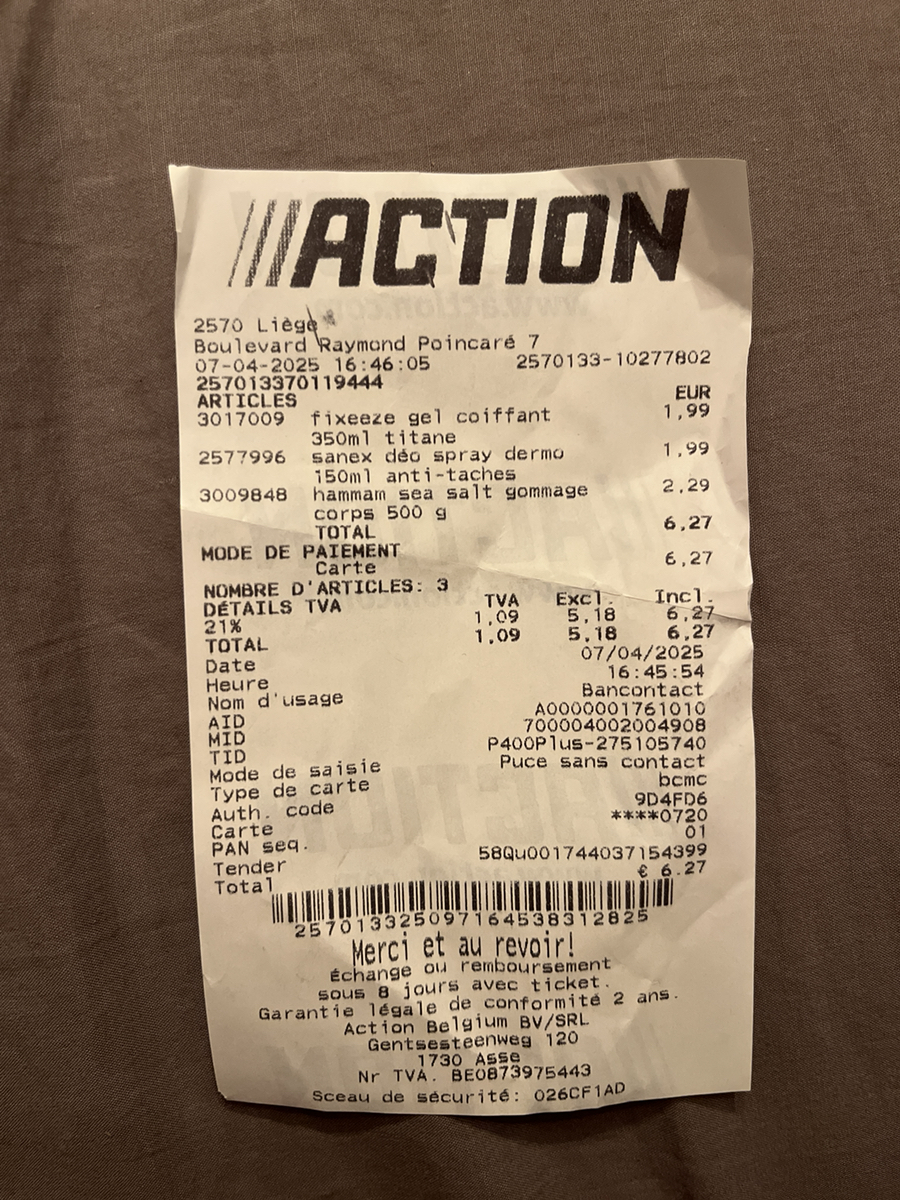 ACTION
2570 Liège
Boulevard Raymond Poincaré 7
07-04-2025 16:46:05 2570133-10277802
257013370119444
ARTICLES EUR
3017009 fixeeze gel coiffant 1,99
350ml titane
2577996 sanex déo spray dermo 1,99
150ml anti-taches
3009848 hammam sea salt gommage 2,29
corps 500 g
TOTAL 6,27
MODE DE PAIEMENT
Carte 6,27
NOMBRE D'ARTICLES: 3
DÉTAILS TVA TVA Excl. Incl.
21% 1,09 5,18 6,27
TOTAL 1,09 5,18 6,27
Date 07/04/2025
Heure 16:45:54
Nom d'usage Bancontact
AID A0000001761010
MID 700004002004908
TID P400Plus-275105740
Mode de saisie Puce sans contact
Type de carte bcmc
Auth. code 9D4FD6
Carte ****0720
PAN seq. 01
Tender 58Qu001744037154399
Total € 6.27
257013325097164538312825
Merci et au revoir!
Échange ou remboursement
sous 8 jours avec ticket.
Garantie légale de conformité 2 ans.
Action Belgium BV/SRL
Gentsesteenweg 120
1730 Asse
Nr TVA. BE0873975443
Sceau de sécurité: 026CF1AD